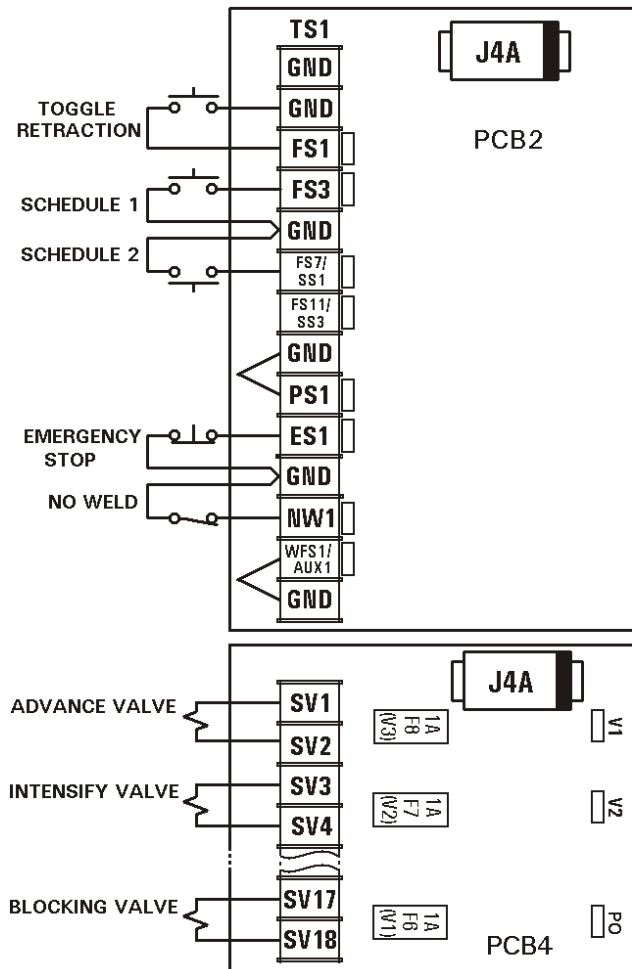 TS1
J4A
PCB2
GND
GND
FS1
FS3
GND
FS7/
SS1
FS11/
SS3
GND
PS1
ES1
GND
NW1
WFS1/
AUX1
GND
TOGGLE
RETRACTION
SCHEDULE 1
SCHEDULE 2
EMERGENCY
STOP
NO WELD
J4A
ADVANCE VALVE
SV1
SV2
1A
F8
(V3)
V1
INTENSIFY VALVE
SV3
SV4
1A
F7
(V2)
V2
BLOCKING VALVE
SV17
SV18
1A
F6
(V1)
PO
PCB4